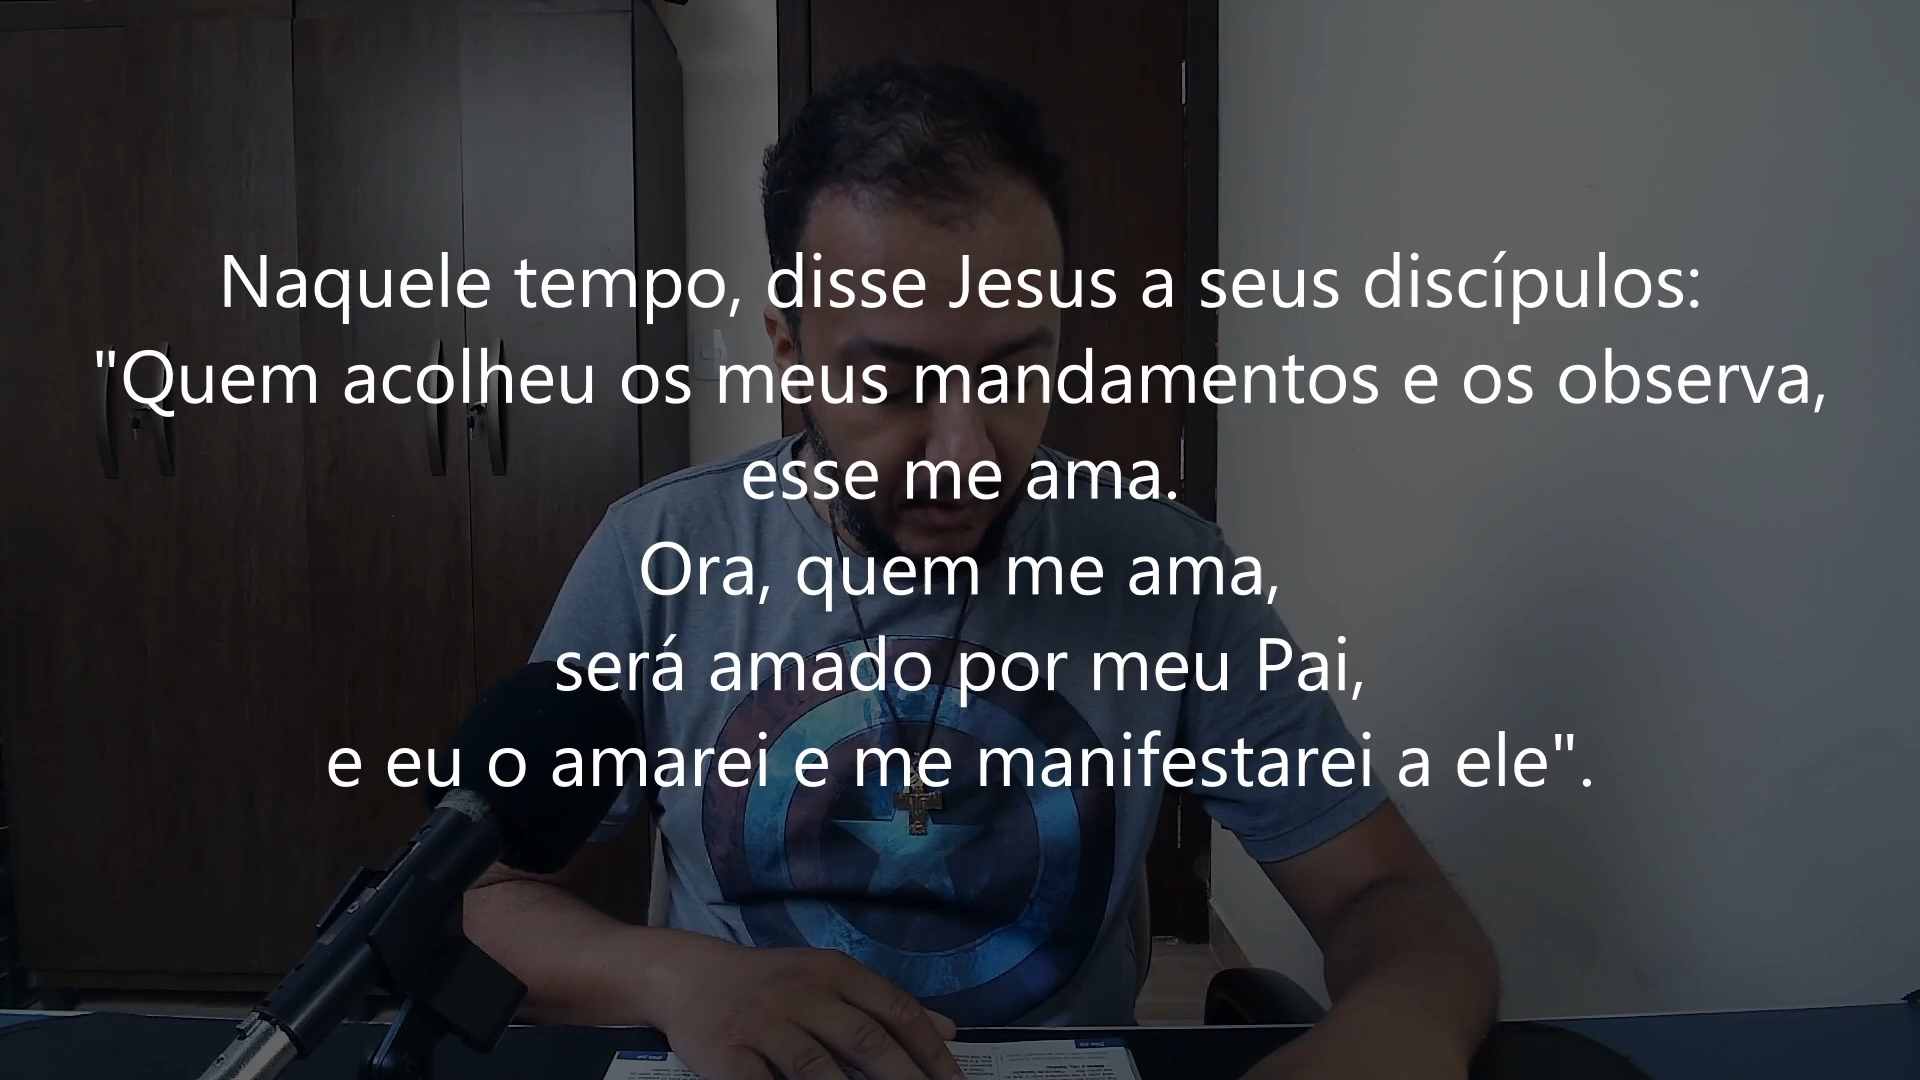 Naquele tempo, disse Jesus a seus discípulos:
"Quem acolheu os meus mandamentos e os observa,
esse me ama.
Ora, quem me ama,
será amado por meu Pai,
e eu o amarei e me manifestarei a ele".